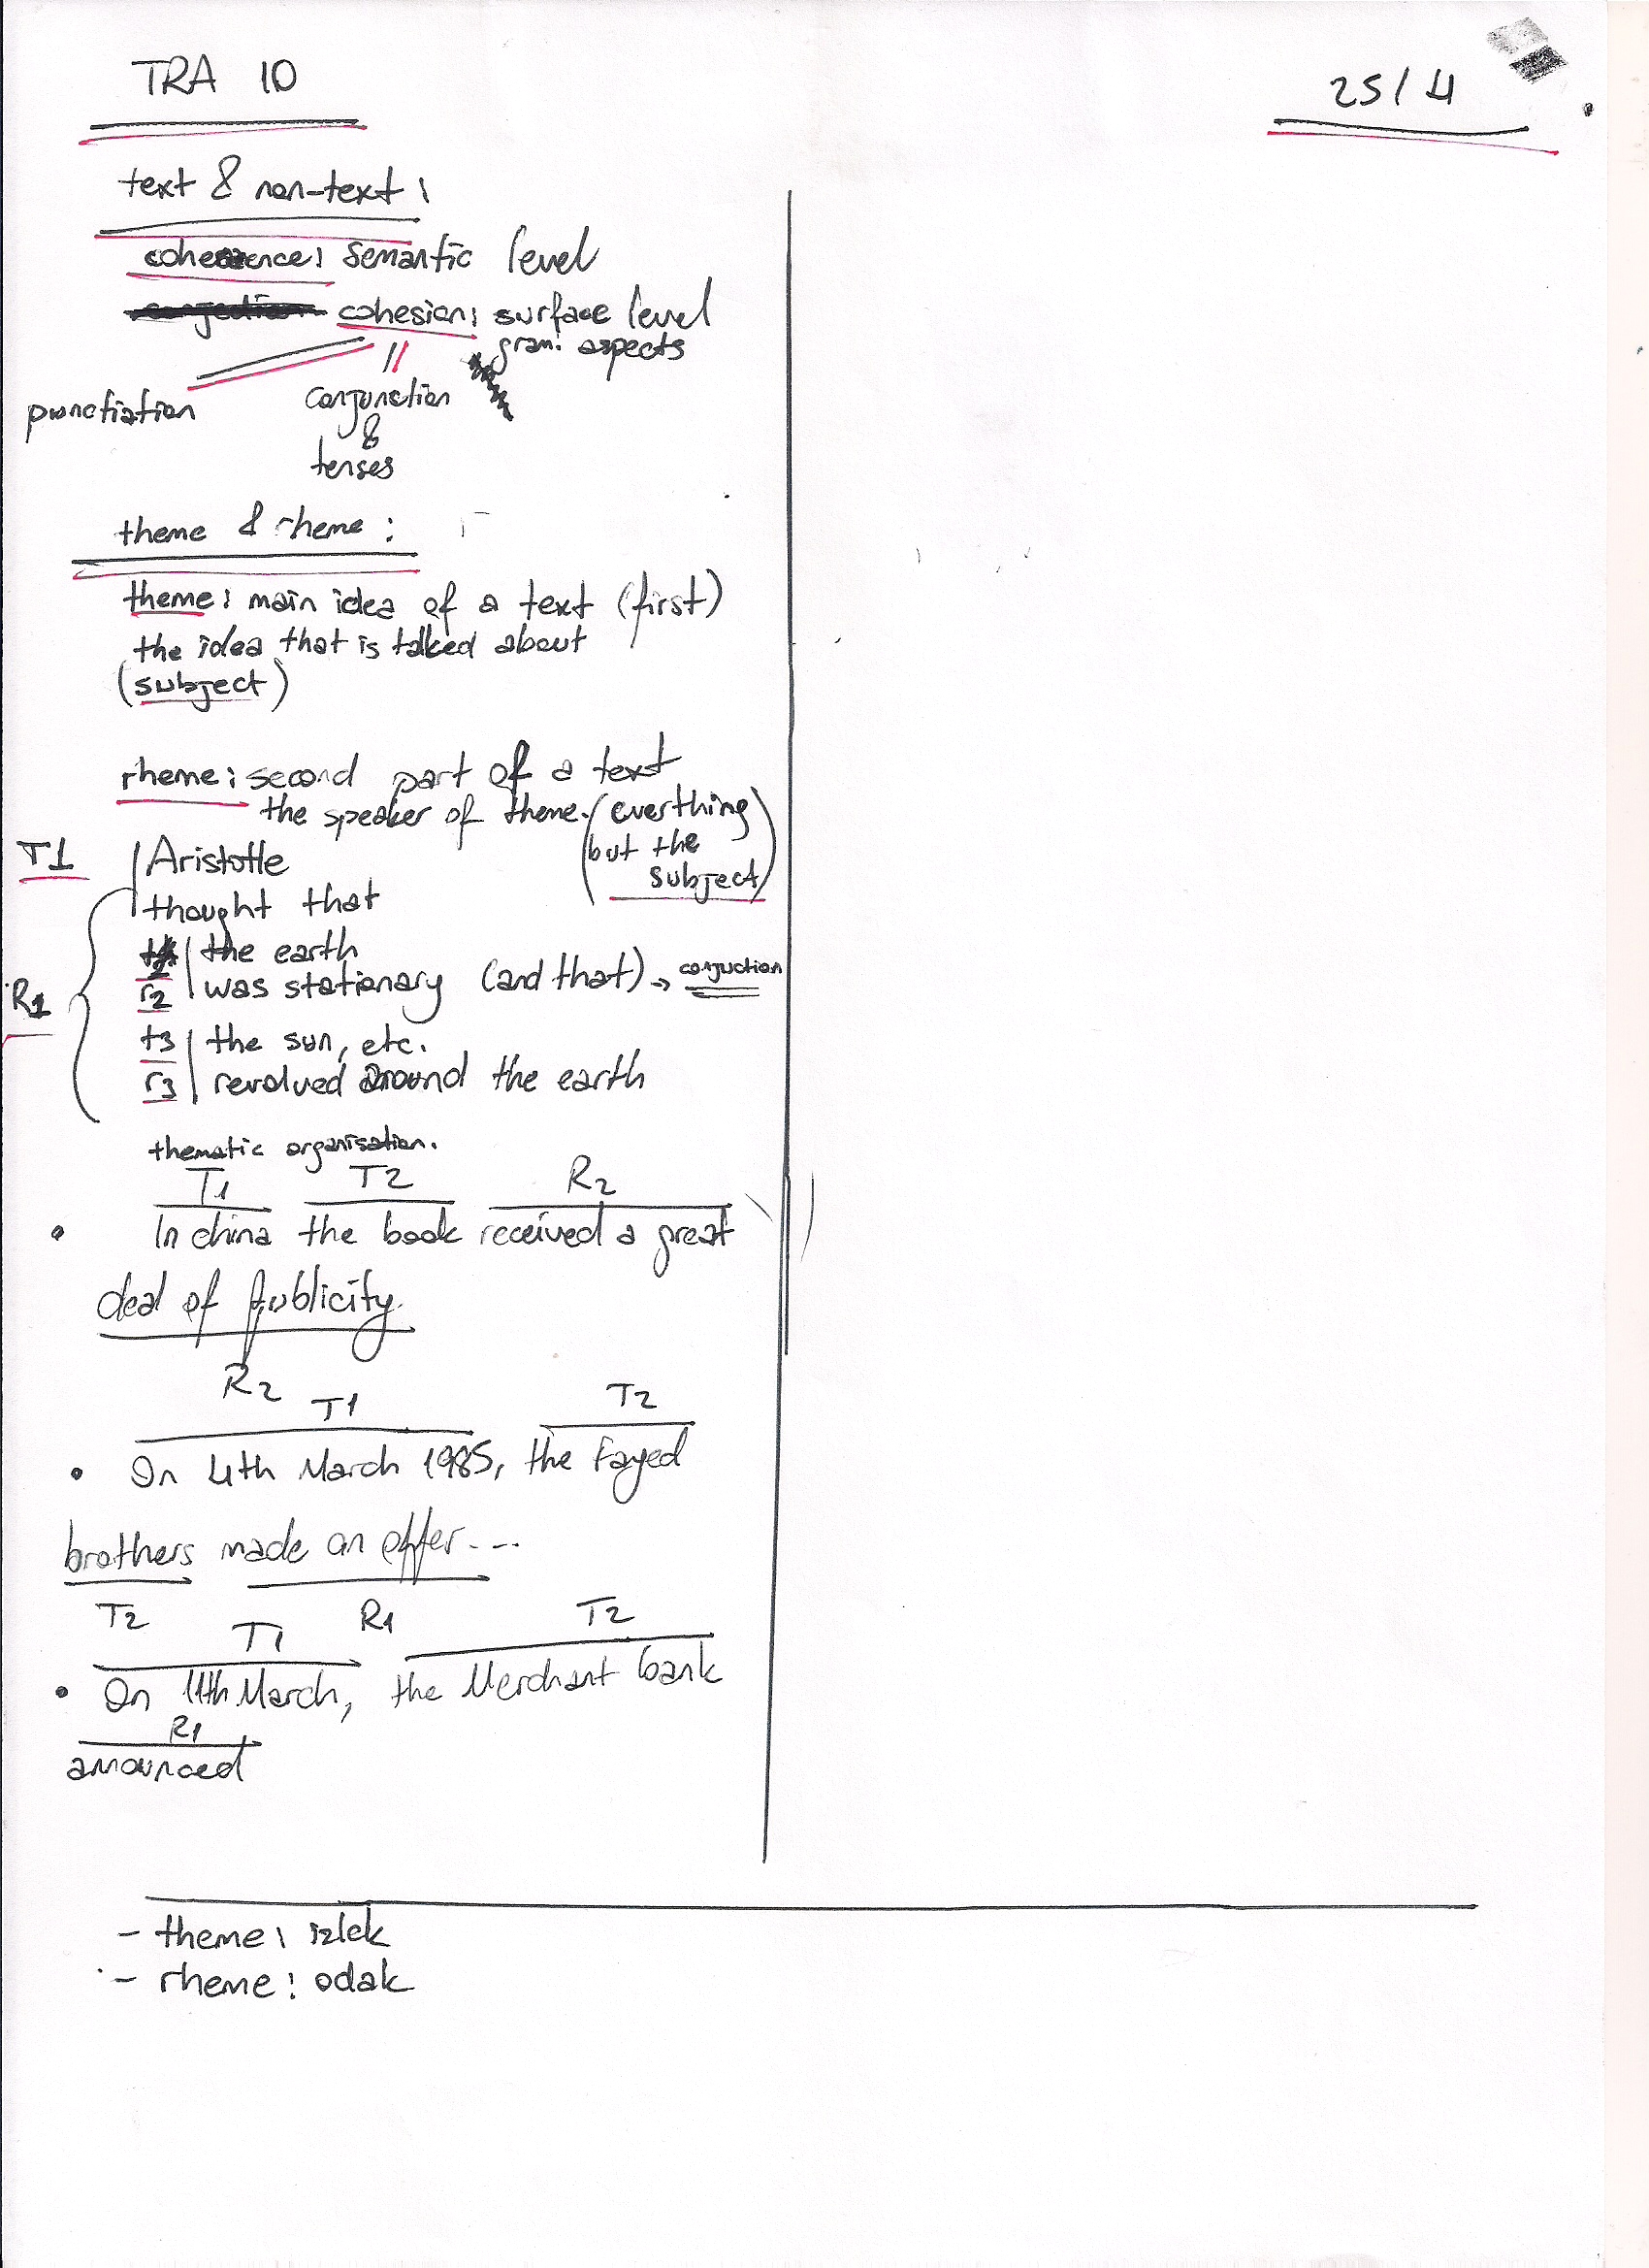 TRA 10
25/4
text & non-text:
coherence: semantic level
cohesion: surface level
gram. aspects
punctiation
conjunction
&
tenses
theme & rheme:
theme: main idea of a text (first)
the idea that is talked about
(subject)
rheme: second part of a text
the speaker of theme. (everthing
but the
subject)
T1 Aristotle
thought that
R1
t2 the earth
r2 was stationary (and that) → conjuction
t3 the sun, etc.
r3 revolved around the earth
thematic organisation.
T1 T2 R2
• In china the book received a great
deal of publicity.
R2
T1 T2
• On 4th March 1985, the Fayed
brothers made an offer...
T2 R1
T1 T2
• On 11th March, the Merchant bank
R1
announced
- theme: izlek
- rheme: odak